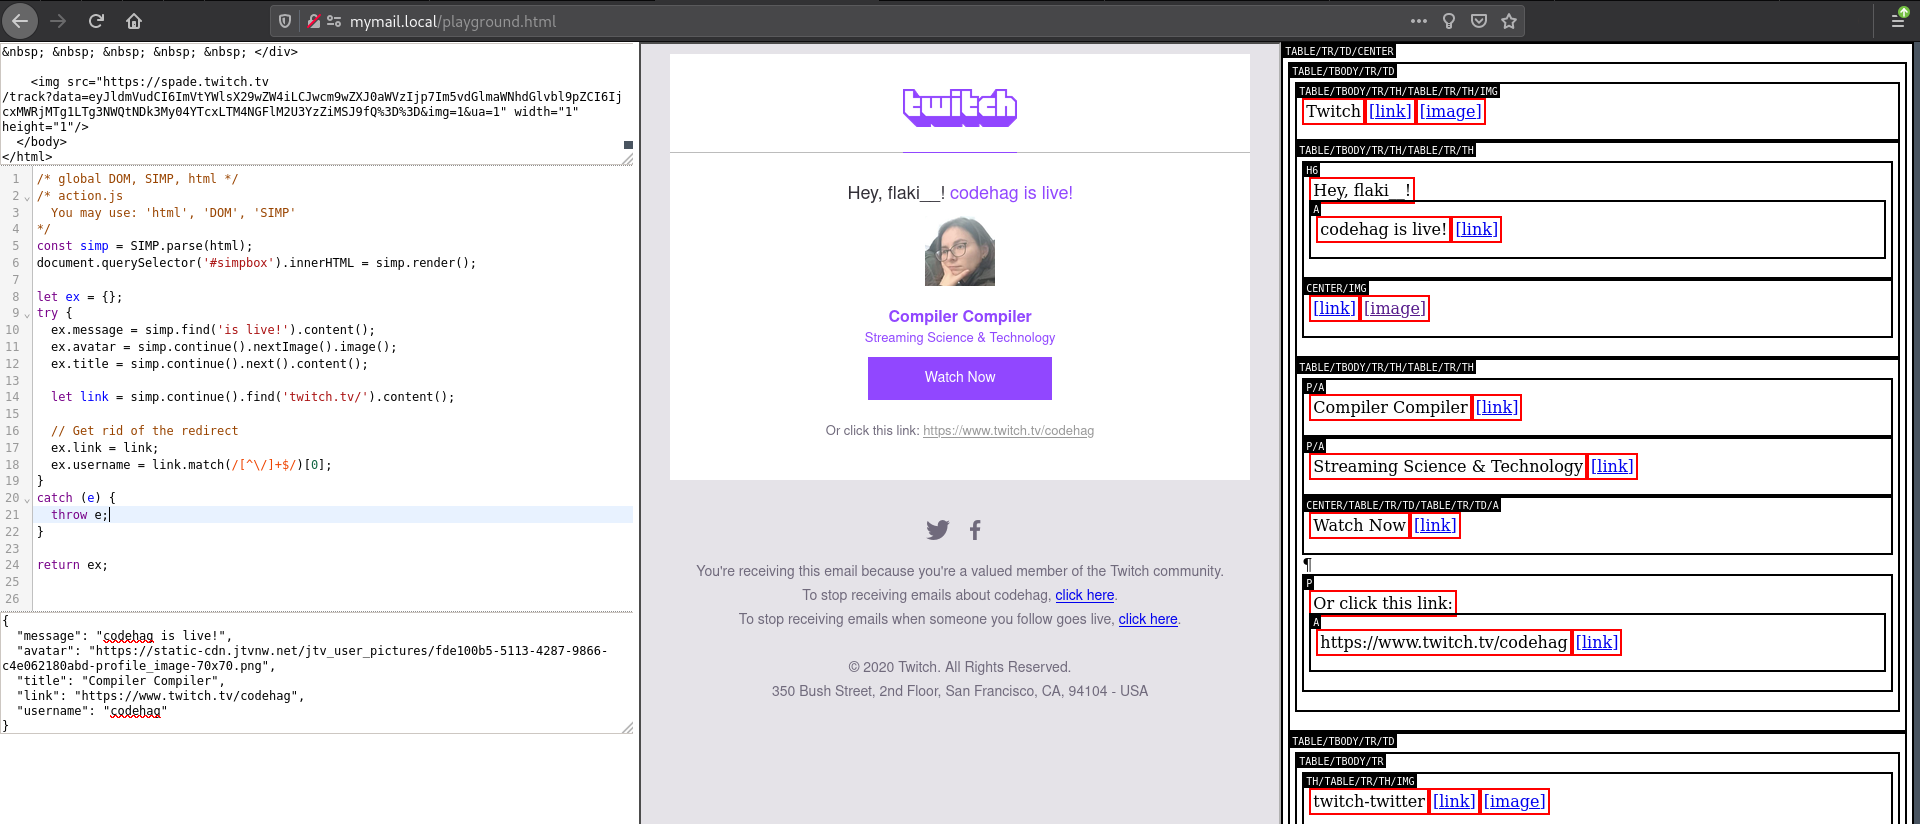 mymail.local/playground.html
&nbsp; &nbsp; &nbsp; &nbsp; &nbsp; </div>
<img src="https://spade.twitch.tv
/track?data=eyJldmVudCI6ImVtYWlsX29wZW4iLCJwcm9wZXJ0aWVzIjp7Im5vdGlmaWNhdGlvbl9pZCI6Ij
cxMWRjMTg1LTg3NWQtNDk3My04YTcxLTM4NGFlM2U3YzZiMSJ9fQ%3D%3D&img=1&ua=1" width="1"
height="1"/>
</body>
</html>
1 /* global DOM, SIMP, html */
2 /* action.js
3 You may use: 'html', 'DOM', 'SIMP'
4 */
5 const simp = SIMP.parse(html);
6 document.querySelector('#simpbox').innerHTML = simp.render();
7
8 let ex = {};
9 try {
10 ex.message = simp.find('is live!').content();
11 ex.avatar = simp.continue().nextImage().image();
12 ex.title = simp.continue().next().content();
13
14 let link = simp.continue().find('twitch.tv/').content();
15
16 // Get rid of the redirect
17 ex.link = link;
18 ex.username = link.match(/[^\/]+$/)[0];
19 }
20 catch (e) {
21 throw e;
22 }
23
24 return ex;
25
26
{
"message": "codehag is live!",
"avatar": "https://static-cdn.jtvnw.net/jtv_user_pictures/fde100b5-5113-4287-9866-
c4e062180abd-profile_image-70x70.png",
"title": "Compiler Compiler",
"link": "https://www.twitch.tv/codehag",
"username": "codehag"
}
twitch
Hey, flaki__! codehag is live!
Compiler Compiler
Streaming Science & Technology
Watch Now
Or click this link: https://www.twitch.tv/codehag
You're receiving this email because you're a valued member of the Twitch community.
To stop receiving emails about codehag, click here.
To stop receiving emails when someone you follow goes live, click here.
© 2020 Twitch. All Rights Reserved.
350 Bush Street, 2nd Floor, San Francisco, CA, 94104 - USA
TABLE/TR/TD/CENTER
TABLE/TBODY/TR/TD
TABLE/TBODY/TR/TH/TABLE/TR/TH/IMG
Twitch [link] [image]
TABLE/TBODY/TR/TH/TABLE/TR/TH
H6
Hey, flaki__!
A
codehag is live! [link]
CENTER/IMG
[link] [image]
TABLE/TBODY/TR/TH/TABLE/TR/TH
P/A
Compiler Compiler [link]
P/A
Streaming Science & Technology [link]
CENTER/TABLE/TR/TD/TABLE/TR/TD/A
Watch Now [link]
¶
P
Or click this link:
A
https://www.twitch.tv/codehag [link]
TABLE/TBODY/TR/TD
TABLE/TBODY/TR
TH/TABLE/TR/TH/IMG
twitch-twitter [link] [image]